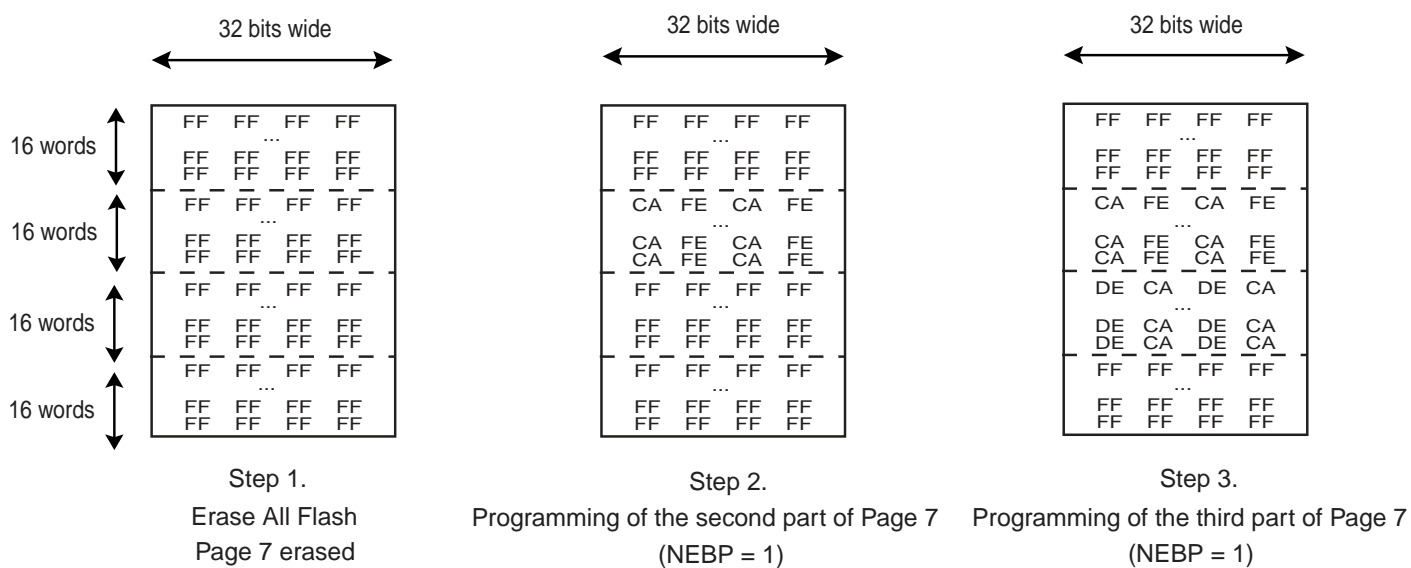 32 bits wide
32 bits wide
32 bits wide
16 words
16 words
16 words
16 words
FF FF FF FF
...
FF FF FF FF
FF FF FF FF
FF FF FF FF
...
FF FF FF FF
FF FF FF FF
FF FF FF FF
...
FF FF FF FF
FF FF FF FF
FF FF FF FF
...
FF FF FF FF
FF FF FF FF
FF FF FF FF
...
FF FF FF FF
FF FF FF FF
CA FE CA FE
...
CA FE CA FE
CA FE CA FE
FF FF FF FF
...
FF FF FF FF
FF FF FF FF
FF FF FF FF
...
FF FF FF FF
FF FF FF FF
FF FF FF FF
...
FF FF FF FF
FF FF FF FF
CA FE CA FE
...
CA FE CA FE
CA FE CA FE
DE CA DE CA
...
DE CA DE CA
DE CA DE CA
FF FF FF FF
...
FF FF FF FF
FF FF FF FF
Step 1.
Erase All Flash
Page 7 erased
Step 2.
Programming of the second part of Page 7
(NEBP = 1)
Step 3.
Programming of the third part of Page 7
(NEBP = 1)